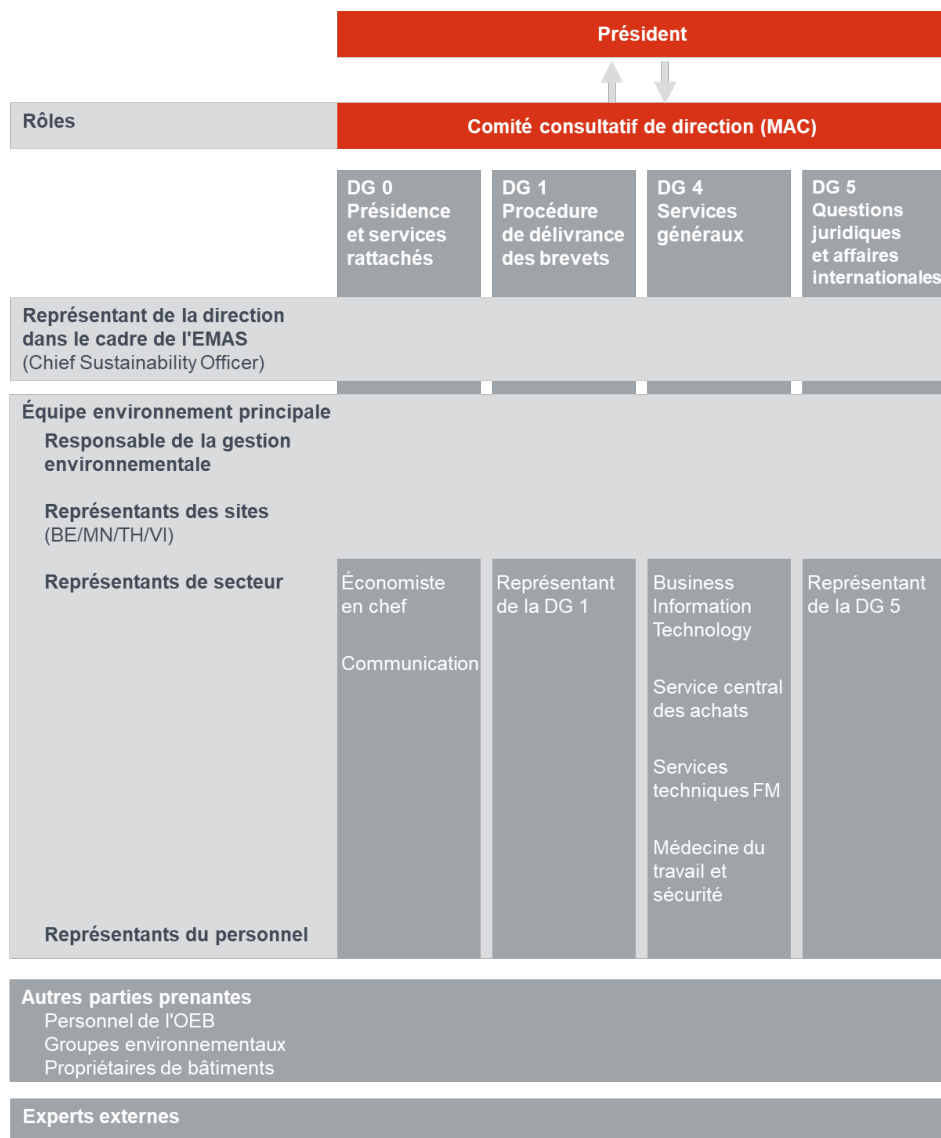 Président
Rôles
Comité consultatif de direction (MAC)
DG 0
Présidence
et services
rattachés
DG 1
Procédure
de délivrance
des brevets
DG 4
Services
généraux
DG 5
Questions
juridiques
et affaires
internationales
Représentant de la direction
dans le cadre de l'EMAS
(Chief Sustainability Officer)
Équipe environnement principale
Responsable de la gestion
environnementale
Représentants des sites
(BE/MN/TH/VI)
Représentants de secteur
Économiste
en chef
Communication
Représentant
de la DG 1
Business
Information
Technology
Service central
des achats
Services
techniques FM
Médecine du
travail et
sécurité
Représentant
de la DG 5
Représentants du personnel
Autres parties prenantes
Personnel de l'OEB
Groupes environnementaux
Propriétaires de bâtiments
Experts externes